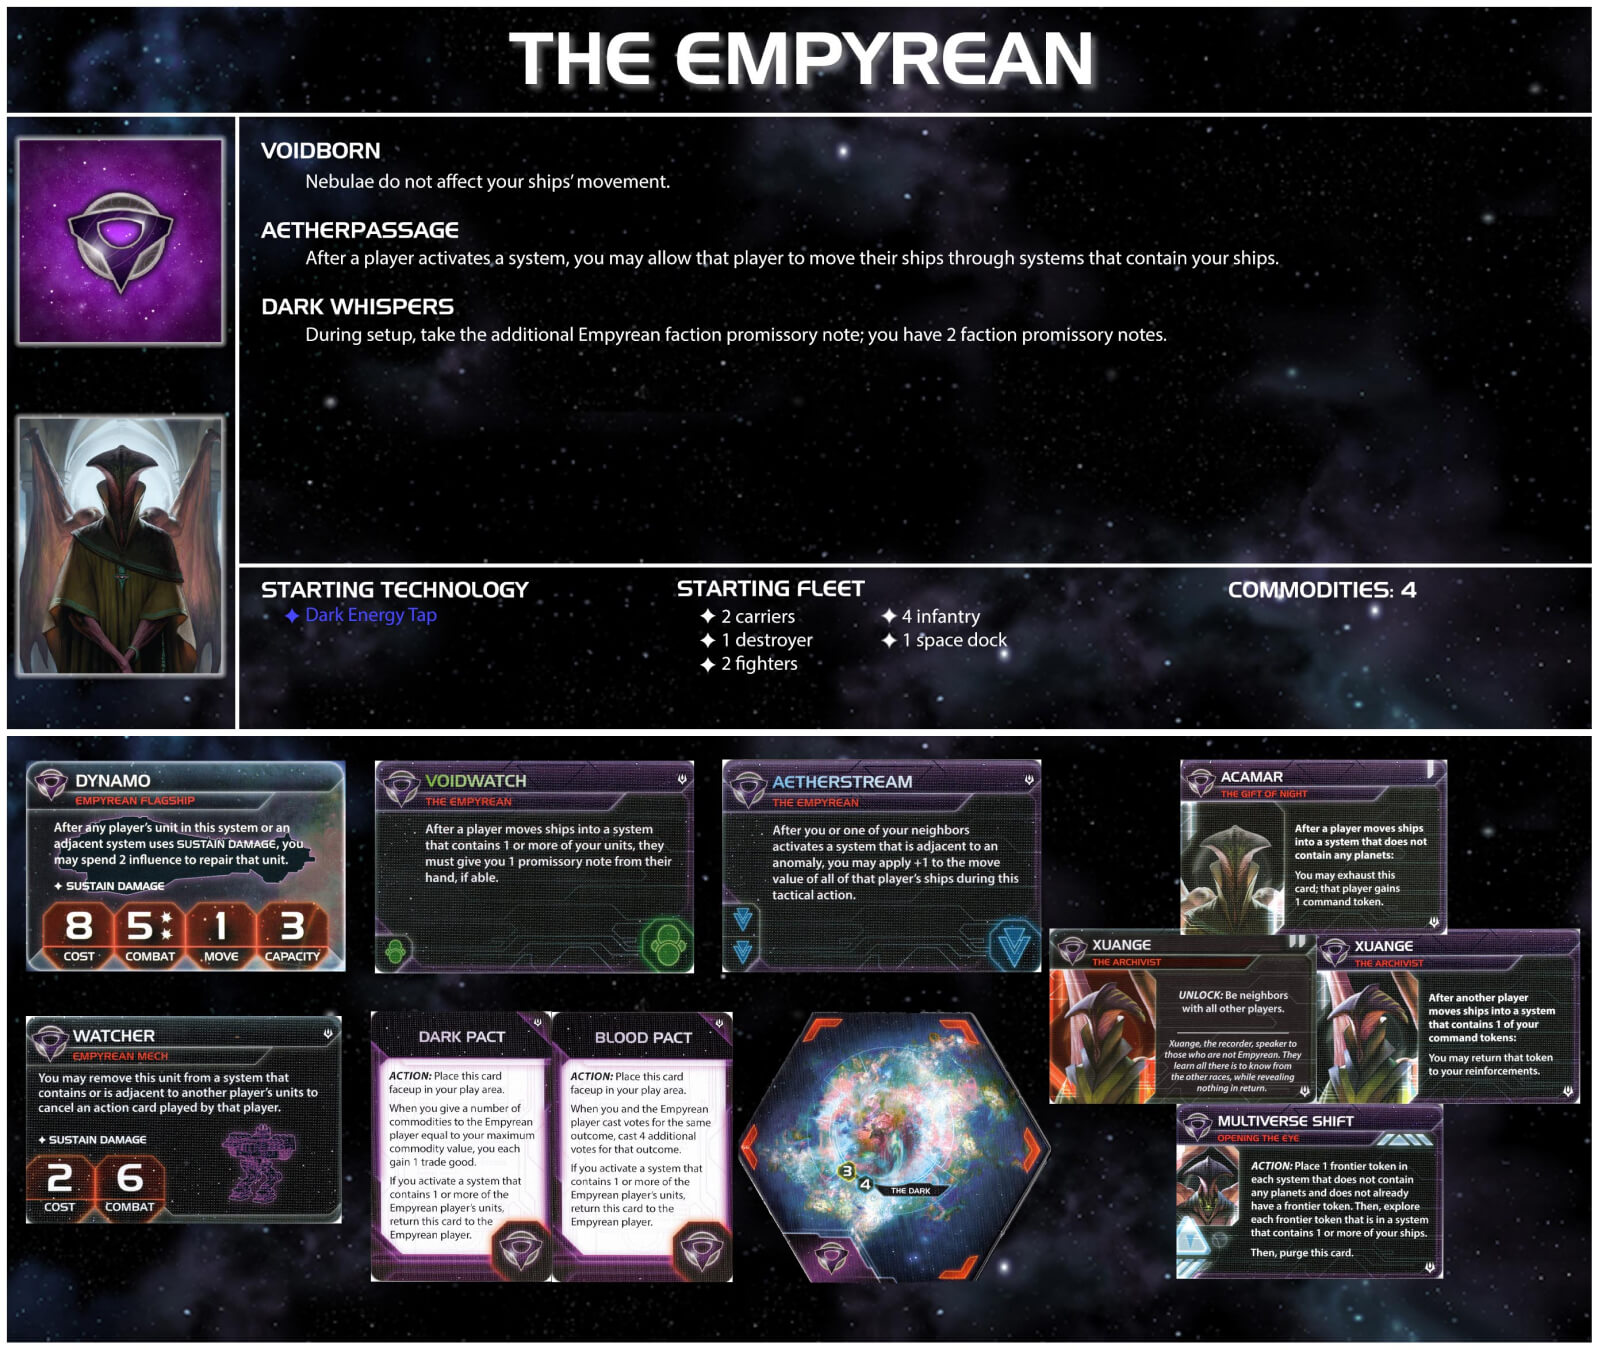 THE EMPYREAN
VOIDBORN
Nebulae do not affect your ships' movement.
AETHERPASSAGE
After a player activates a system, you may allow that player to move their ships through systems that contain your ships.
DARK WHISPERS
During setup, take the additional Empyrean faction promissory note; you have 2 faction promissory notes.
STARTING TECHNOLOGY
Dark Energy Tap
STARTING FLEET
2 carriers
1 destroyer
2 fighters
4 infantry
1 space dock
COMMODITIES: 4
DYNAMO
EMPYREAN FLAGSHIP
After any player's unit in this system or an
adjacent system uses SUSTAIN DAMAGE, you
may spend 2 influence to repair that unit.
SUSTAIN DAMAGE
8 5 1 3
COST COMBAT MOVE CAPACITY
VOIDWATCH
THE EMPYREAN
After a player moves ships into a system
that contains 1 or more of your units, they
must give you 1 promissory note from their
hand, if able.
AETHERSTREAM
THE EMPYREAN
After you or one of your neighbors
activates a system that is adjacent to an
anomaly, you may apply +1 to the move
value of all of that player's ships during this
tactical action.
ACAMAR
THE GIFT OF NIGHT
After a player moves ships
into a system that does not
contain any planets:
You may exhaust this
card; that player gains
1 command token.
XUANGE
THE ARCHIVIST
UNLOCK: Be neighbors
with all other players.
Xuange, the recorder, speaker to
those who are not Empyrean. They
learn all there is to know from
the other races, while revealing
nothing in return.
XUANGE
THE ARCHIVIST
After another player
moves ships into a system
that contains 1 of your
command tokens:
You may return that token
to your reinforcements.
WATCHER
EMPYREAN MECH
You may remove this unit from a system that
contains or is adjacent to another player's units to
cancel an action card played by that player.
SUSTAIN DAMAGE
2 6
COST COMBAT
DARK PACT
ACTION: Place this card
faceup in your play area.
When you give a number of
commodities to the Empyrean
player equal to your maximum
commodity value, you each
gain 1 trade good.
If you activate a system that
contains 1 or more of the
Empyrean player's units,
return this card to the
Empyrean player.
BLOOD PACT
ACTION: Place this card
faceup in your play area.
When you and the Empyrean
player cast votes for the same
outcome, cast 4 additional
votes for that outcome.
If you activate a system that
contains 1 or more of the
Empyrean player's units,
return this card to the
Empyrean player.
3
4
THE DARK
MULTIVERSE SHIFT
OPENING THE EYE
ACTION: Place 1 frontier token in
each system that does not contain
any planets and does not already
have a frontier token. Then, explore
each frontier token that is in a system
that contains 1 or more of your ships.
Then, purge this card.